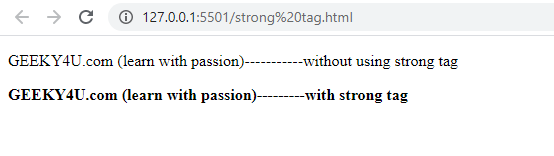 127.0.0.1:5501/strong%20tag.html
GEEKY4U.com (learn with passion)-----------without using strong tag
GEEKY4U.com (learn with passion)---------with strong tag